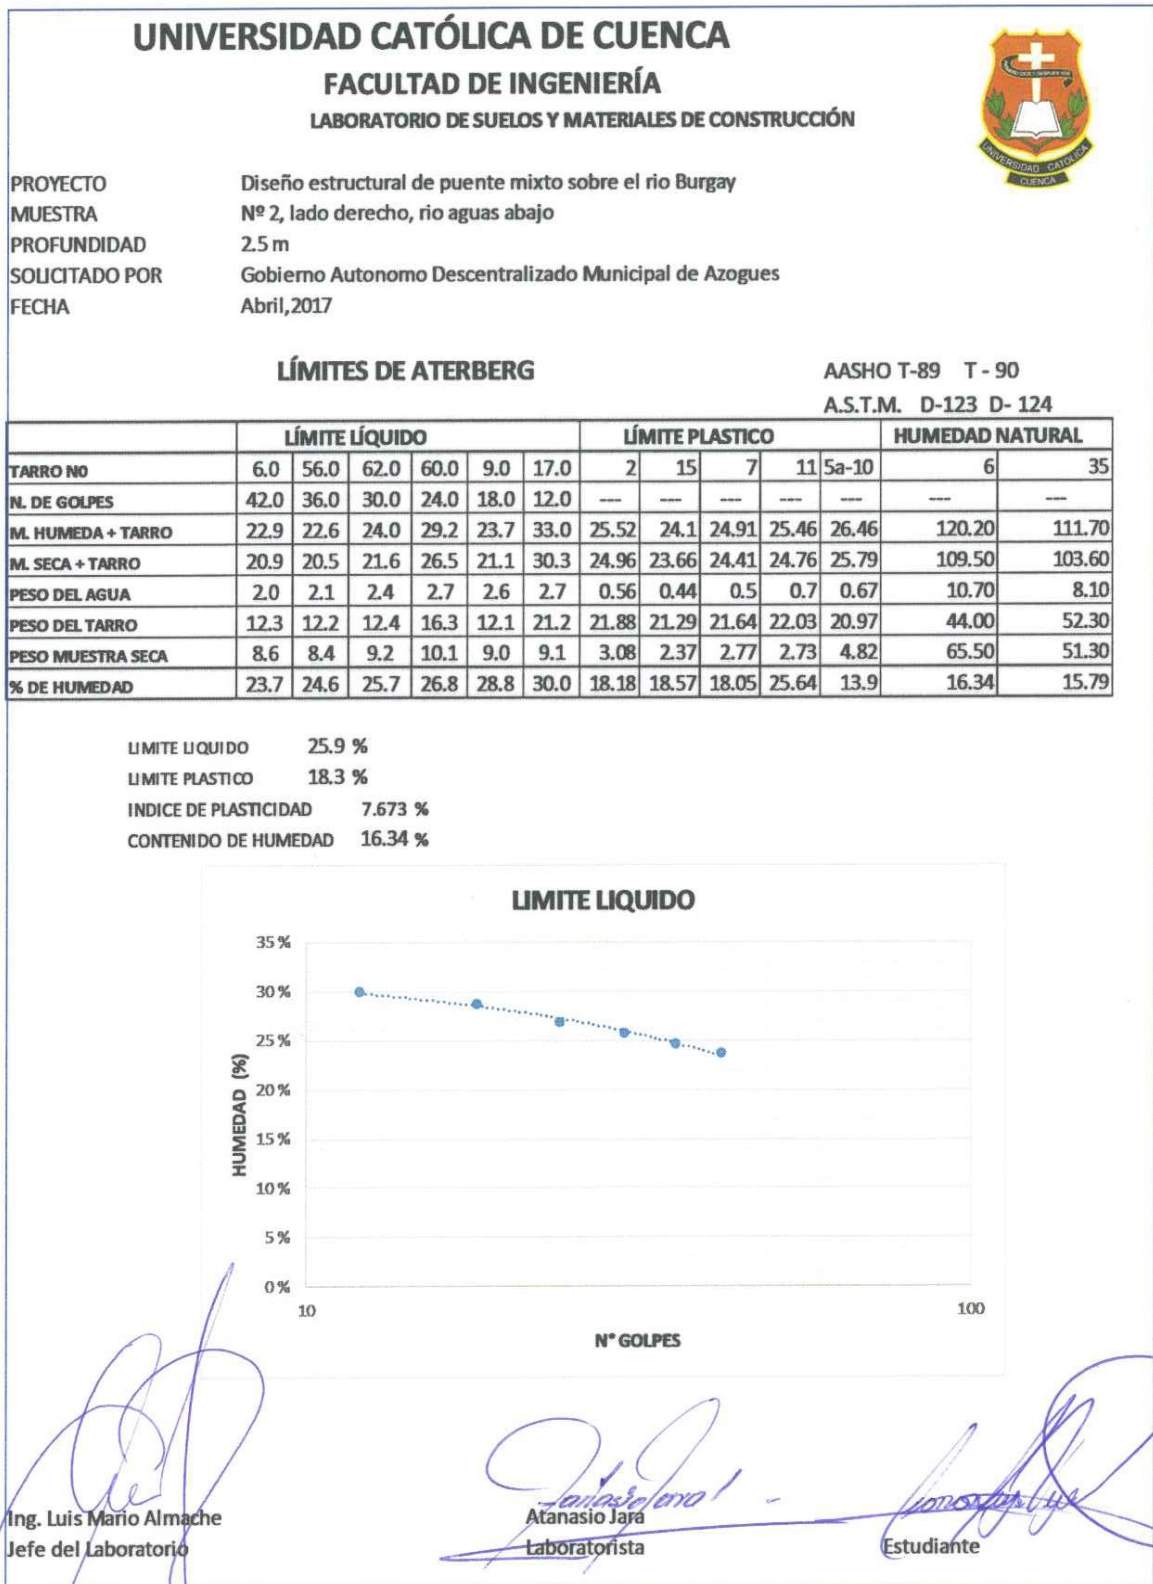 UNIVERSIDAD CATÓLICA DE CUENCA
FACULTAD DE INGENIERÍA
LABORATORIO DE SUELOS Y MATERIALES DE CONSTRUCCIÓN
UNIVERSIDAD CATOLICA
CUENCA
PROYECTO Diseño estructural de puente mixto sobre el rio Burgay
MUESTRA Nº 2, lado derecho, rio aguas abajo
PROFUNDIDAD 2.5 m
SOLICITADO POR Gobierno Autonomo Descentralizado Municipal de Azogues
FECHA Abril,2017
LÍMITES DE ATERBERG AASHO T-89 T - 90
A.S.T.M. D-123 D- 124
LÍMITE LÍQUIDO LÍMITE PLASTICO HUMEDAD NATURAL
TARRO N0 6.0 56.0 62.0 60.0 9.0 17.0 2 15 7 11 5a-10 6 35
N. DE GOLPES 42.0 36.0 30.0 24.0 18.0 12.0 --- --- --- --- --- --- ---
M. HUMEDA + TARRO 22.9 22.6 24.0 29.2 23.7 33.0 25.52 24.1 24.91 25.46 26.46 120.20 111.70
M. SECA + TARRO 20.9 20.5 21.6 26.5 21.1 30.3 24.96 23.66 24.41 24.76 25.79 109.50 103.60
PESO DEL AGUA 2.0 2.1 2.4 2.7 2.6 2.7 0.56 0.44 0.5 0.7 0.67 10.70 8.10
PESO DEL TARRO 12.3 12.2 12.4 16.3 12.1 21.2 21.88 21.29 21.64 22.03 20.97 44.00 52.30
PESO MUESTRA SECA 8.6 8.4 9.2 10.1 9.0 9.1 3.08 2.37 2.77 2.73 4.82 65.50 51.30
% DE HUMEDAD 23.7 24.6 25.7 26.8 28.8 30.0 18.18 18.57 18.05 25.64 13.9 16.34 15.79
LIMITE LIQUIDO 25.9 %
LIMITE PLASTICO 18.3 %
INDICE DE PLASTICIDAD 7.673 %
CONTENIDO DE HUMEDAD 16.34 %
LIMITE LIQUIDO
35%
30%
25%
20%
15%
10%
5%
0%
HUMEDAD (%)
10 100
N° GOLPES
Ing. Luis Mario Almache
Jefe del Laboratorio
Atanasio Jara
Laboratorista
Estudiante